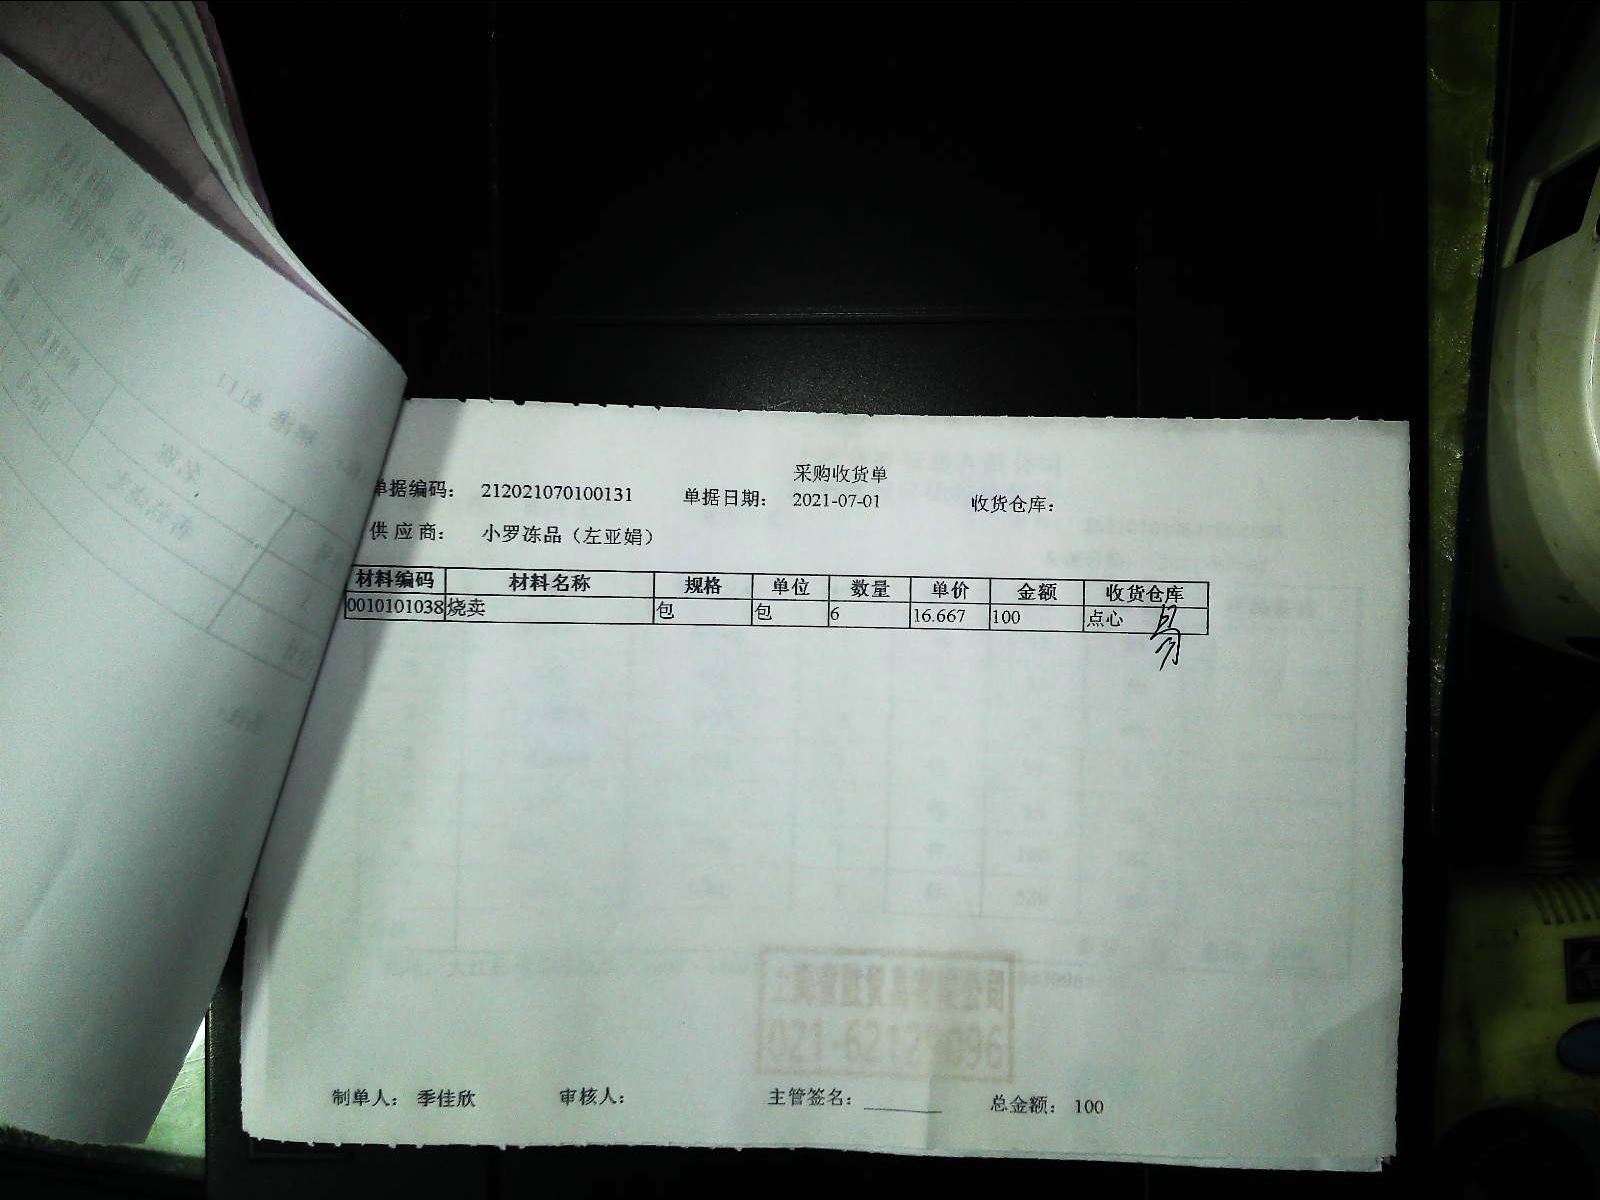 采购收货单
单据编码： 212021070100131 单据日期： 2021-07-01 收货仓库：
供应商： 小罗冻品（左亚娟）
材料编码 材料名称 规格 单位 数量 单价 金额 收货仓库
0010101038 烧卖 包 包 6 16.667 100 点心
制单人： 季佳欣 审核人： 主管签名： ________ 总金额： 100